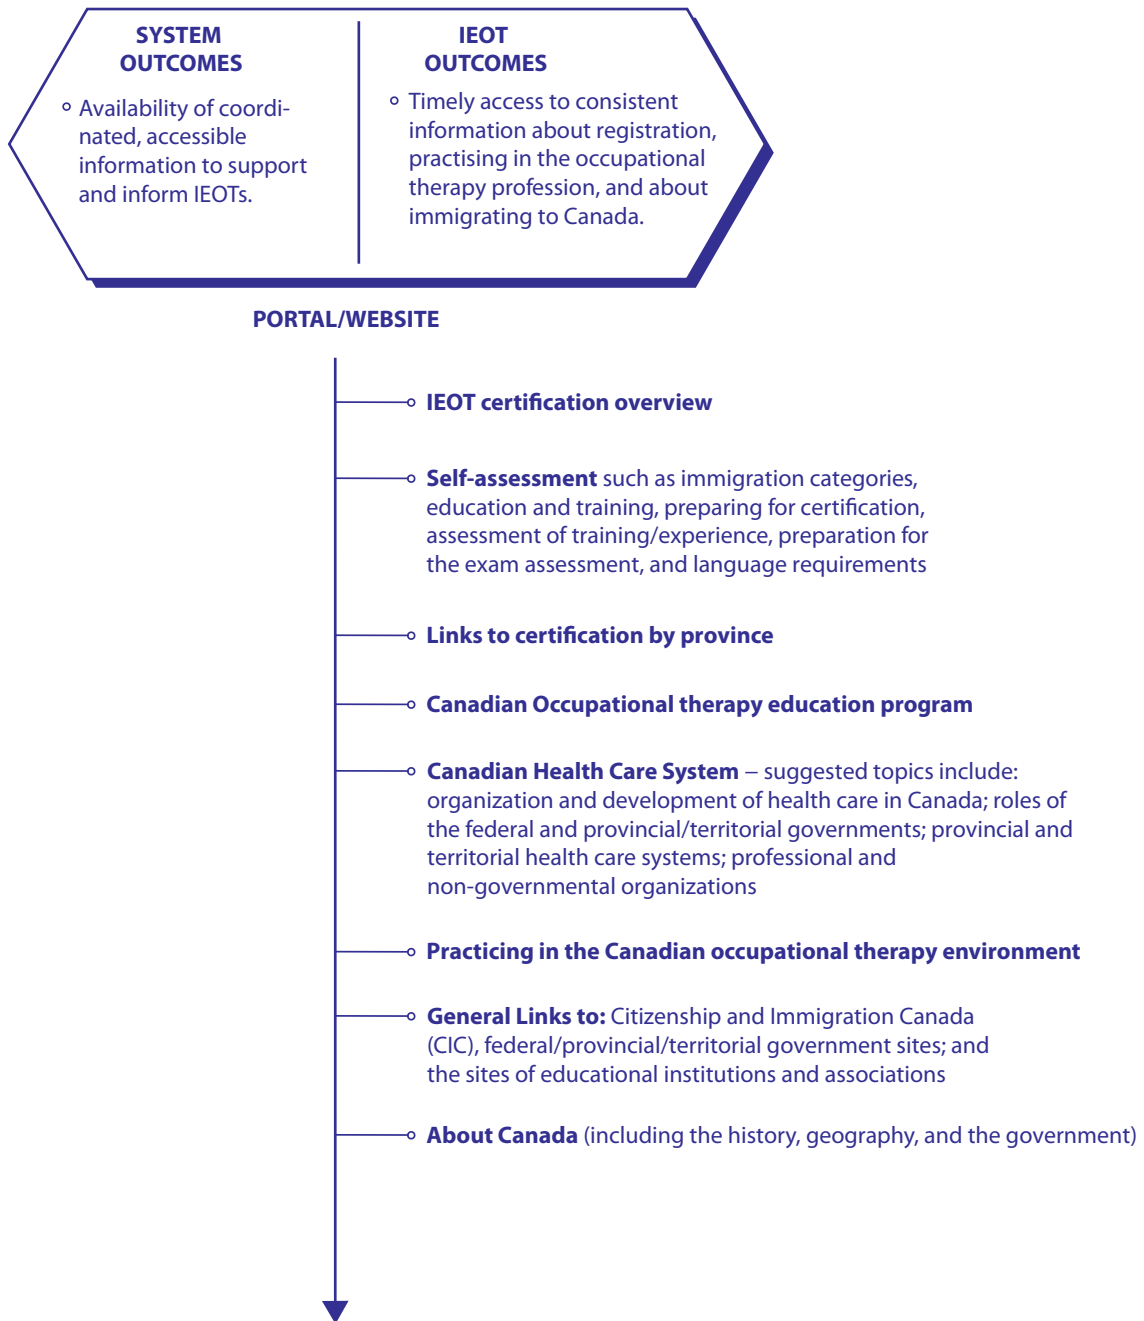 SYSTEM
OUTCOMES
Availability of coordi-
nated, accessible
information to support
and inform IEOTs.
IEOT
OUTCOMES
Timely access to consistent
information about registration,
practising in the occupational
therapy profession, and about
immigrating to Canada.
PORTAL/WEBSITE
IEOT certification overview
Self-assessment such as immigration categories,
education and training, preparing for certification,
assessment of training/experience, preparation for
the exam assessment, and language requirements
Links to certification by province
Canadian Occupational therapy education program
Canadian Health Care System – suggested topics include:
organization and development of health care in Canada; roles of
the federal and provincial/territorial governments; provincial and
territorial health care systems; professional and
non-governmental organizations
Practicing in the Canadian occupational therapy environment
General Links to: Citizenship and Immigration Canada
(CIC), federal/provincial/territorial government sites; and
the sites of educational institutions and associations
About Canada (including the history, geography, and the government)